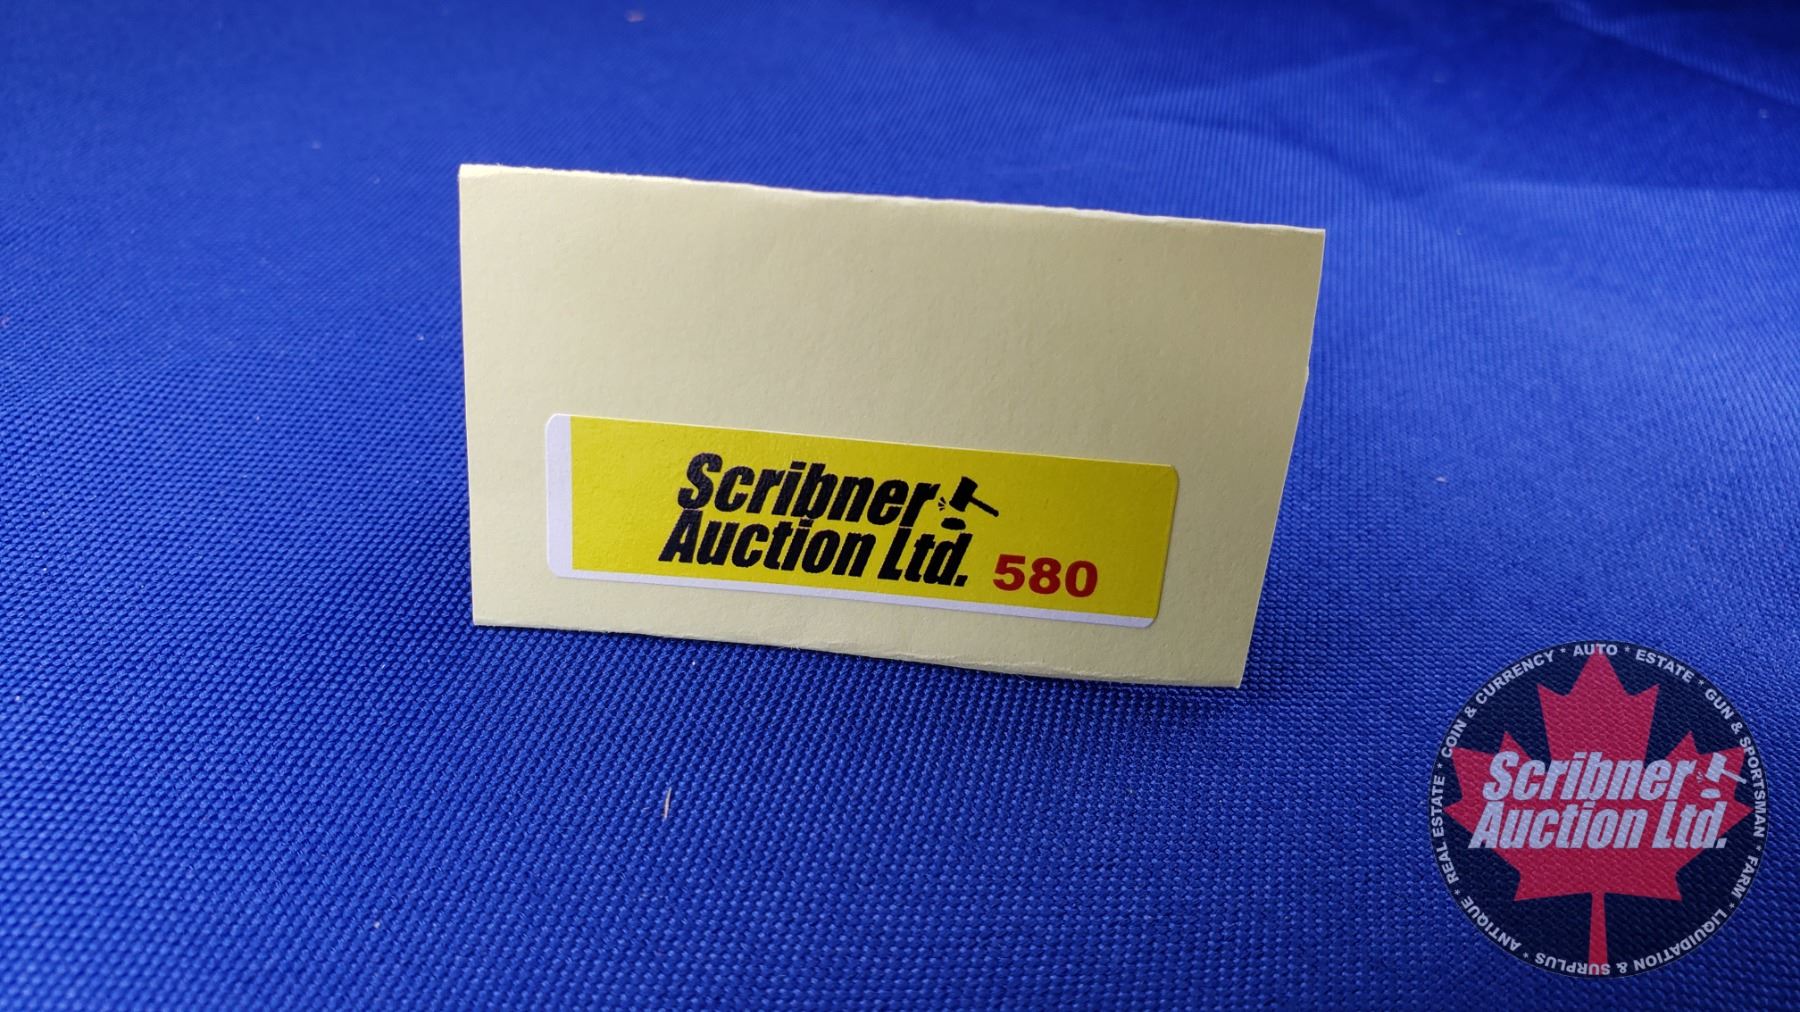 Scribner
Auction Ltd. 580
REAL ESTATE * COIN & CURRENCY * AUTO * ESTATE * GUN & SPORTSMAN * FARM * LIQUIDATION & SURPLUS * ANTIQUE *
Scribner
Auction Ltd.